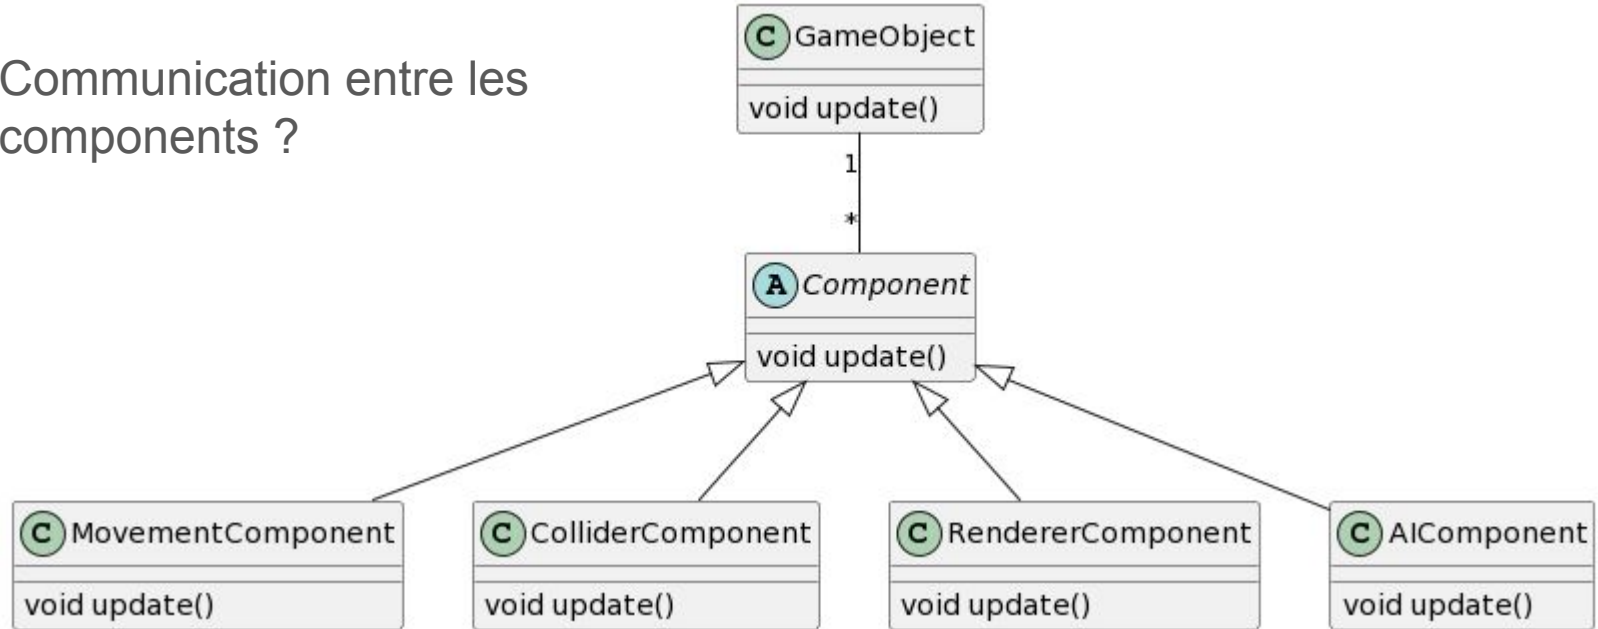 Communication entre les
components ?
C GameObject
void update()
1
*
A Component
void update()
C MovementComponent
void update()
C ColliderComponent
void update()
C RendererComponent
void update()
C AIComponent
void update()